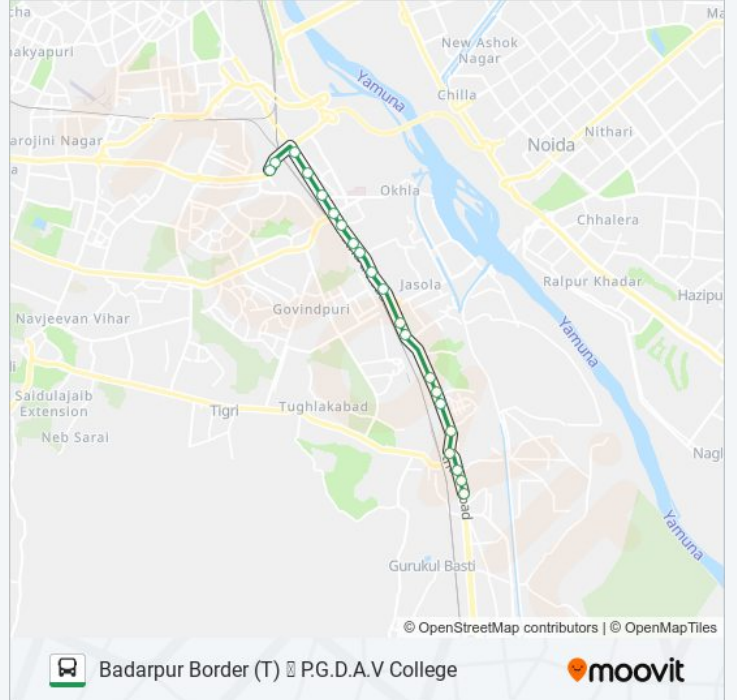 cha
Ma
New Ashok
Nagar
akyapuri
Yamuna
Chilla
arojini Nagar
Nithari
Noida
a
Okhla
Chhalera
Jasola
Ralpur Khadar
Hazipu
Govindpuri
Navjeevan Vihar
Yamuna
li
Saldulajaib
Extension
Tughlakabad
Tigri
Neb Sarai
Nagl
bad
Yamuna
Gurukul Basti
© OpenStreetMap contributors | © OpenMapTiles
Badarpur Border (T) P.G.D.A.V College
moovit